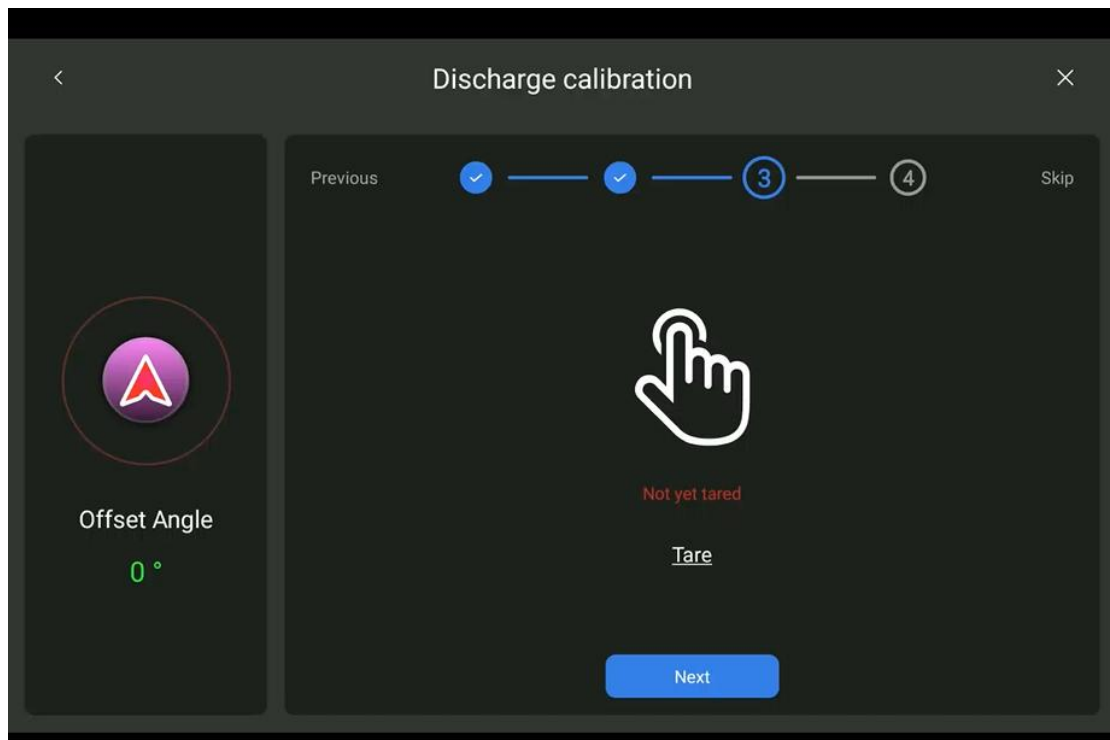 Discharge calibration
Previous
3
4
Skip
Offset Angle
0 °
Not yet tared
Tare
Next